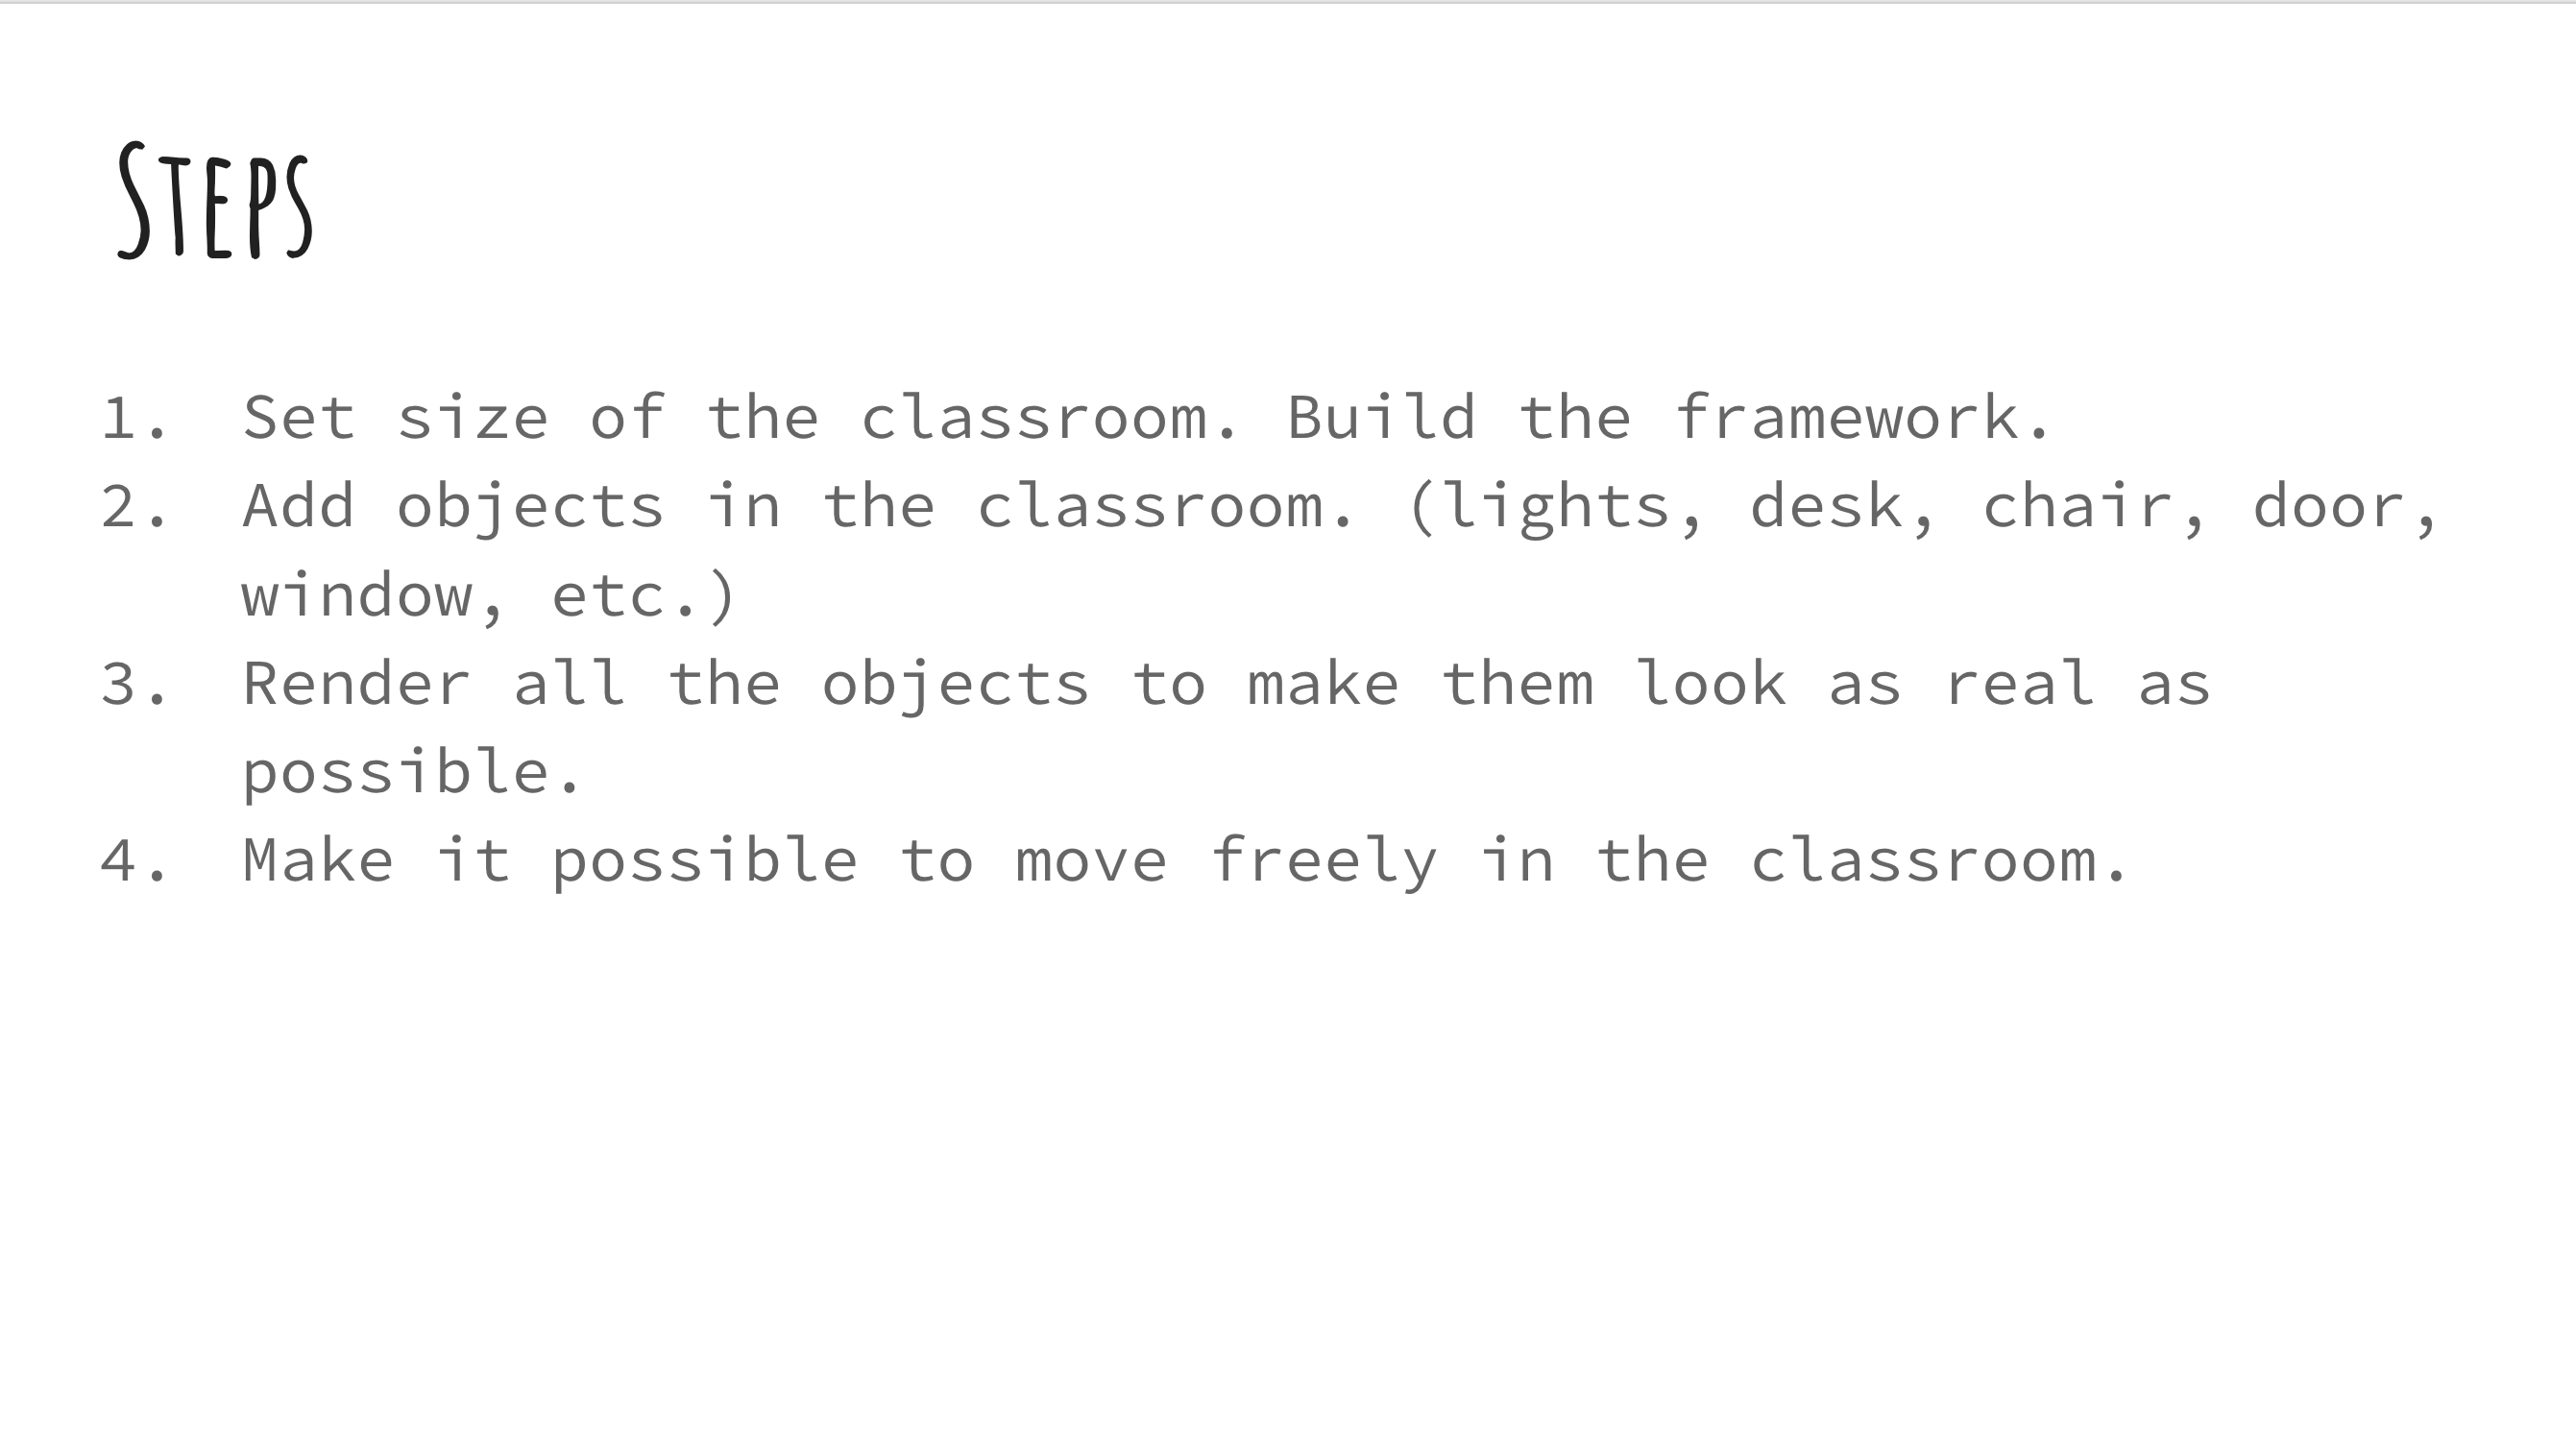 Steps
1. Set size of the classroom. Build the framework.
2. Add objects in the classroom. (lights, desk, chair, door,
window, etc.)
3. Render all the objects to make them look as real as
possible.
4. Make it possible to move freely in the classroom.